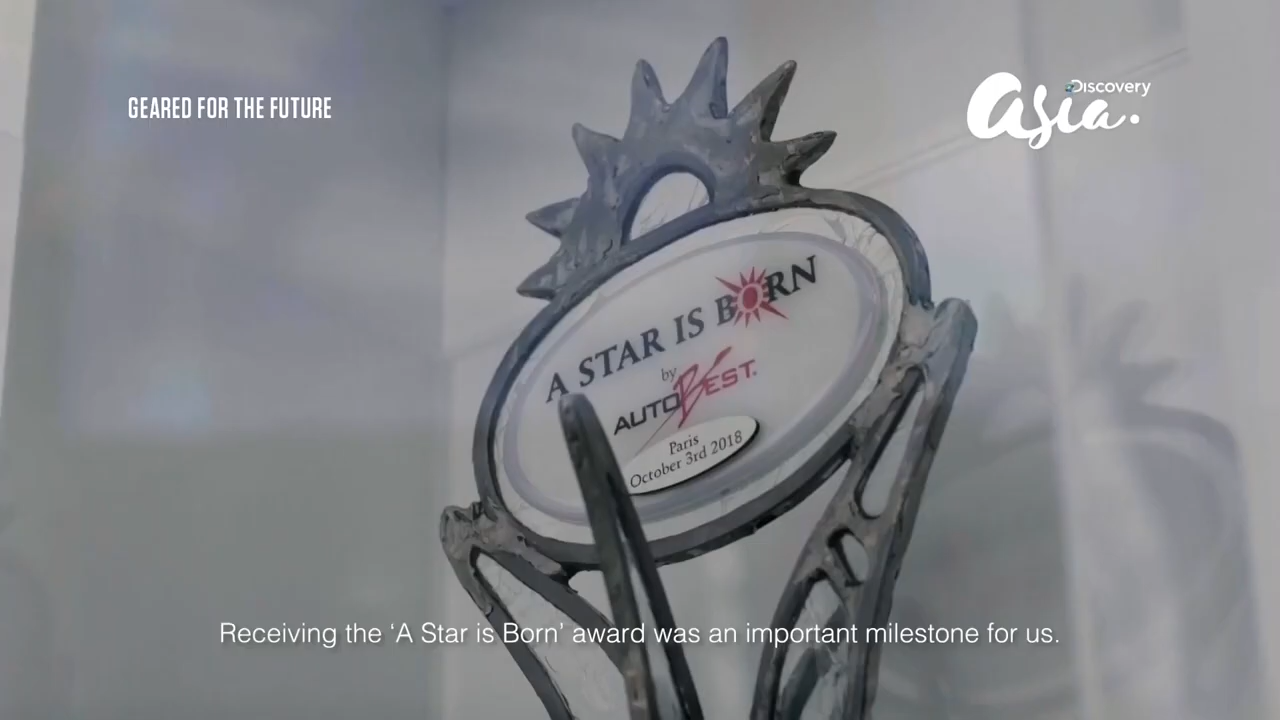 GEARED FOR THE FUTURE
Discovery
asia.
A STAR IS BORN
by
AUTOBEST.
Paris
October 3rd 2018
Receiving the ‘A Star is Born’ award was an important milestone for us.